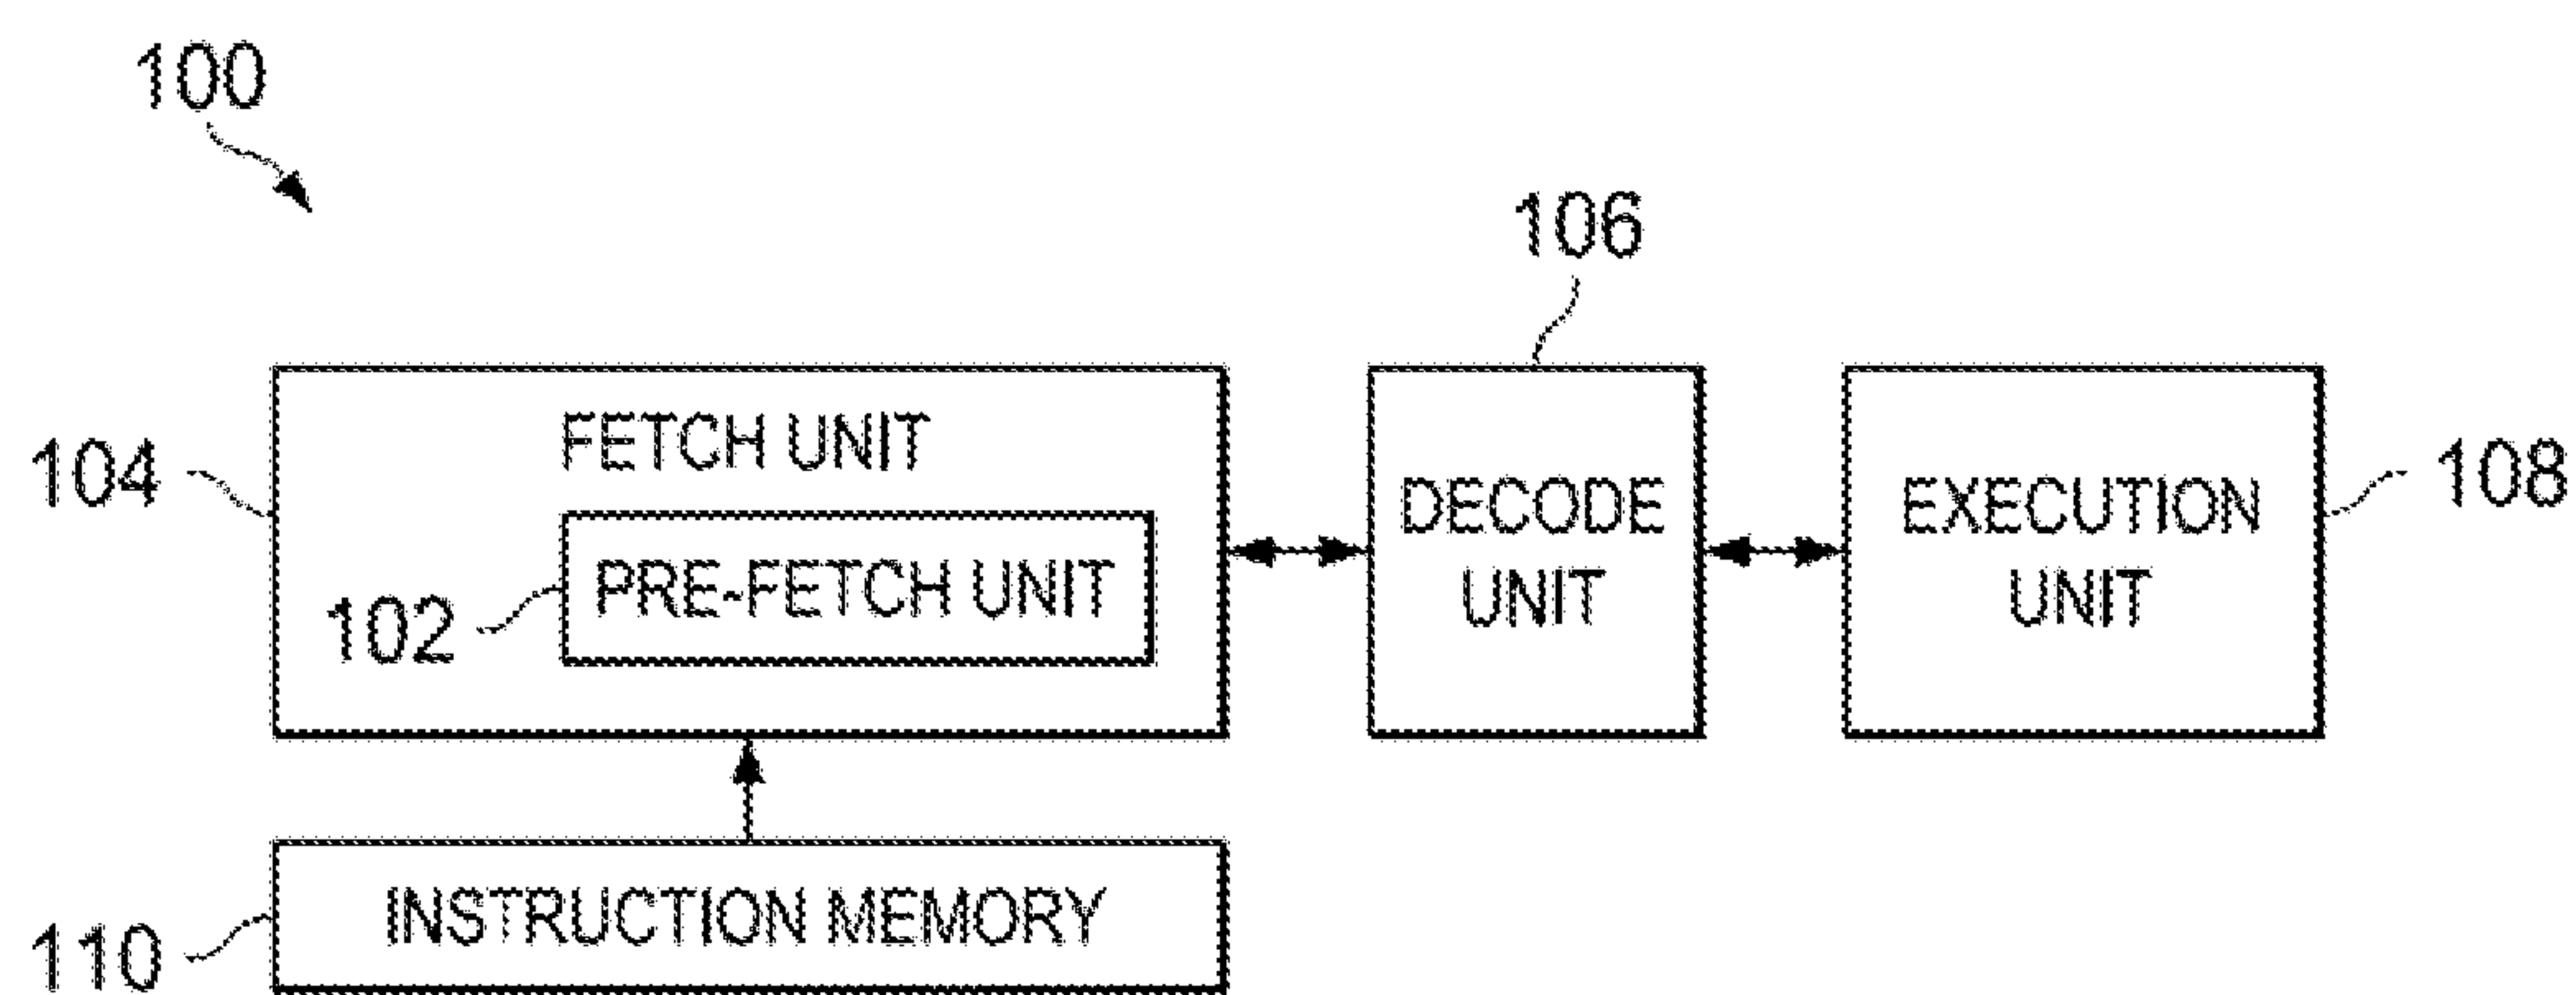 100
106
FETCH UNIT
104
108
DECODE
UNIT
EXECUTION
UNIT
PRE-FETCH UNIT
102
INSTRUCTION MEMORY
110